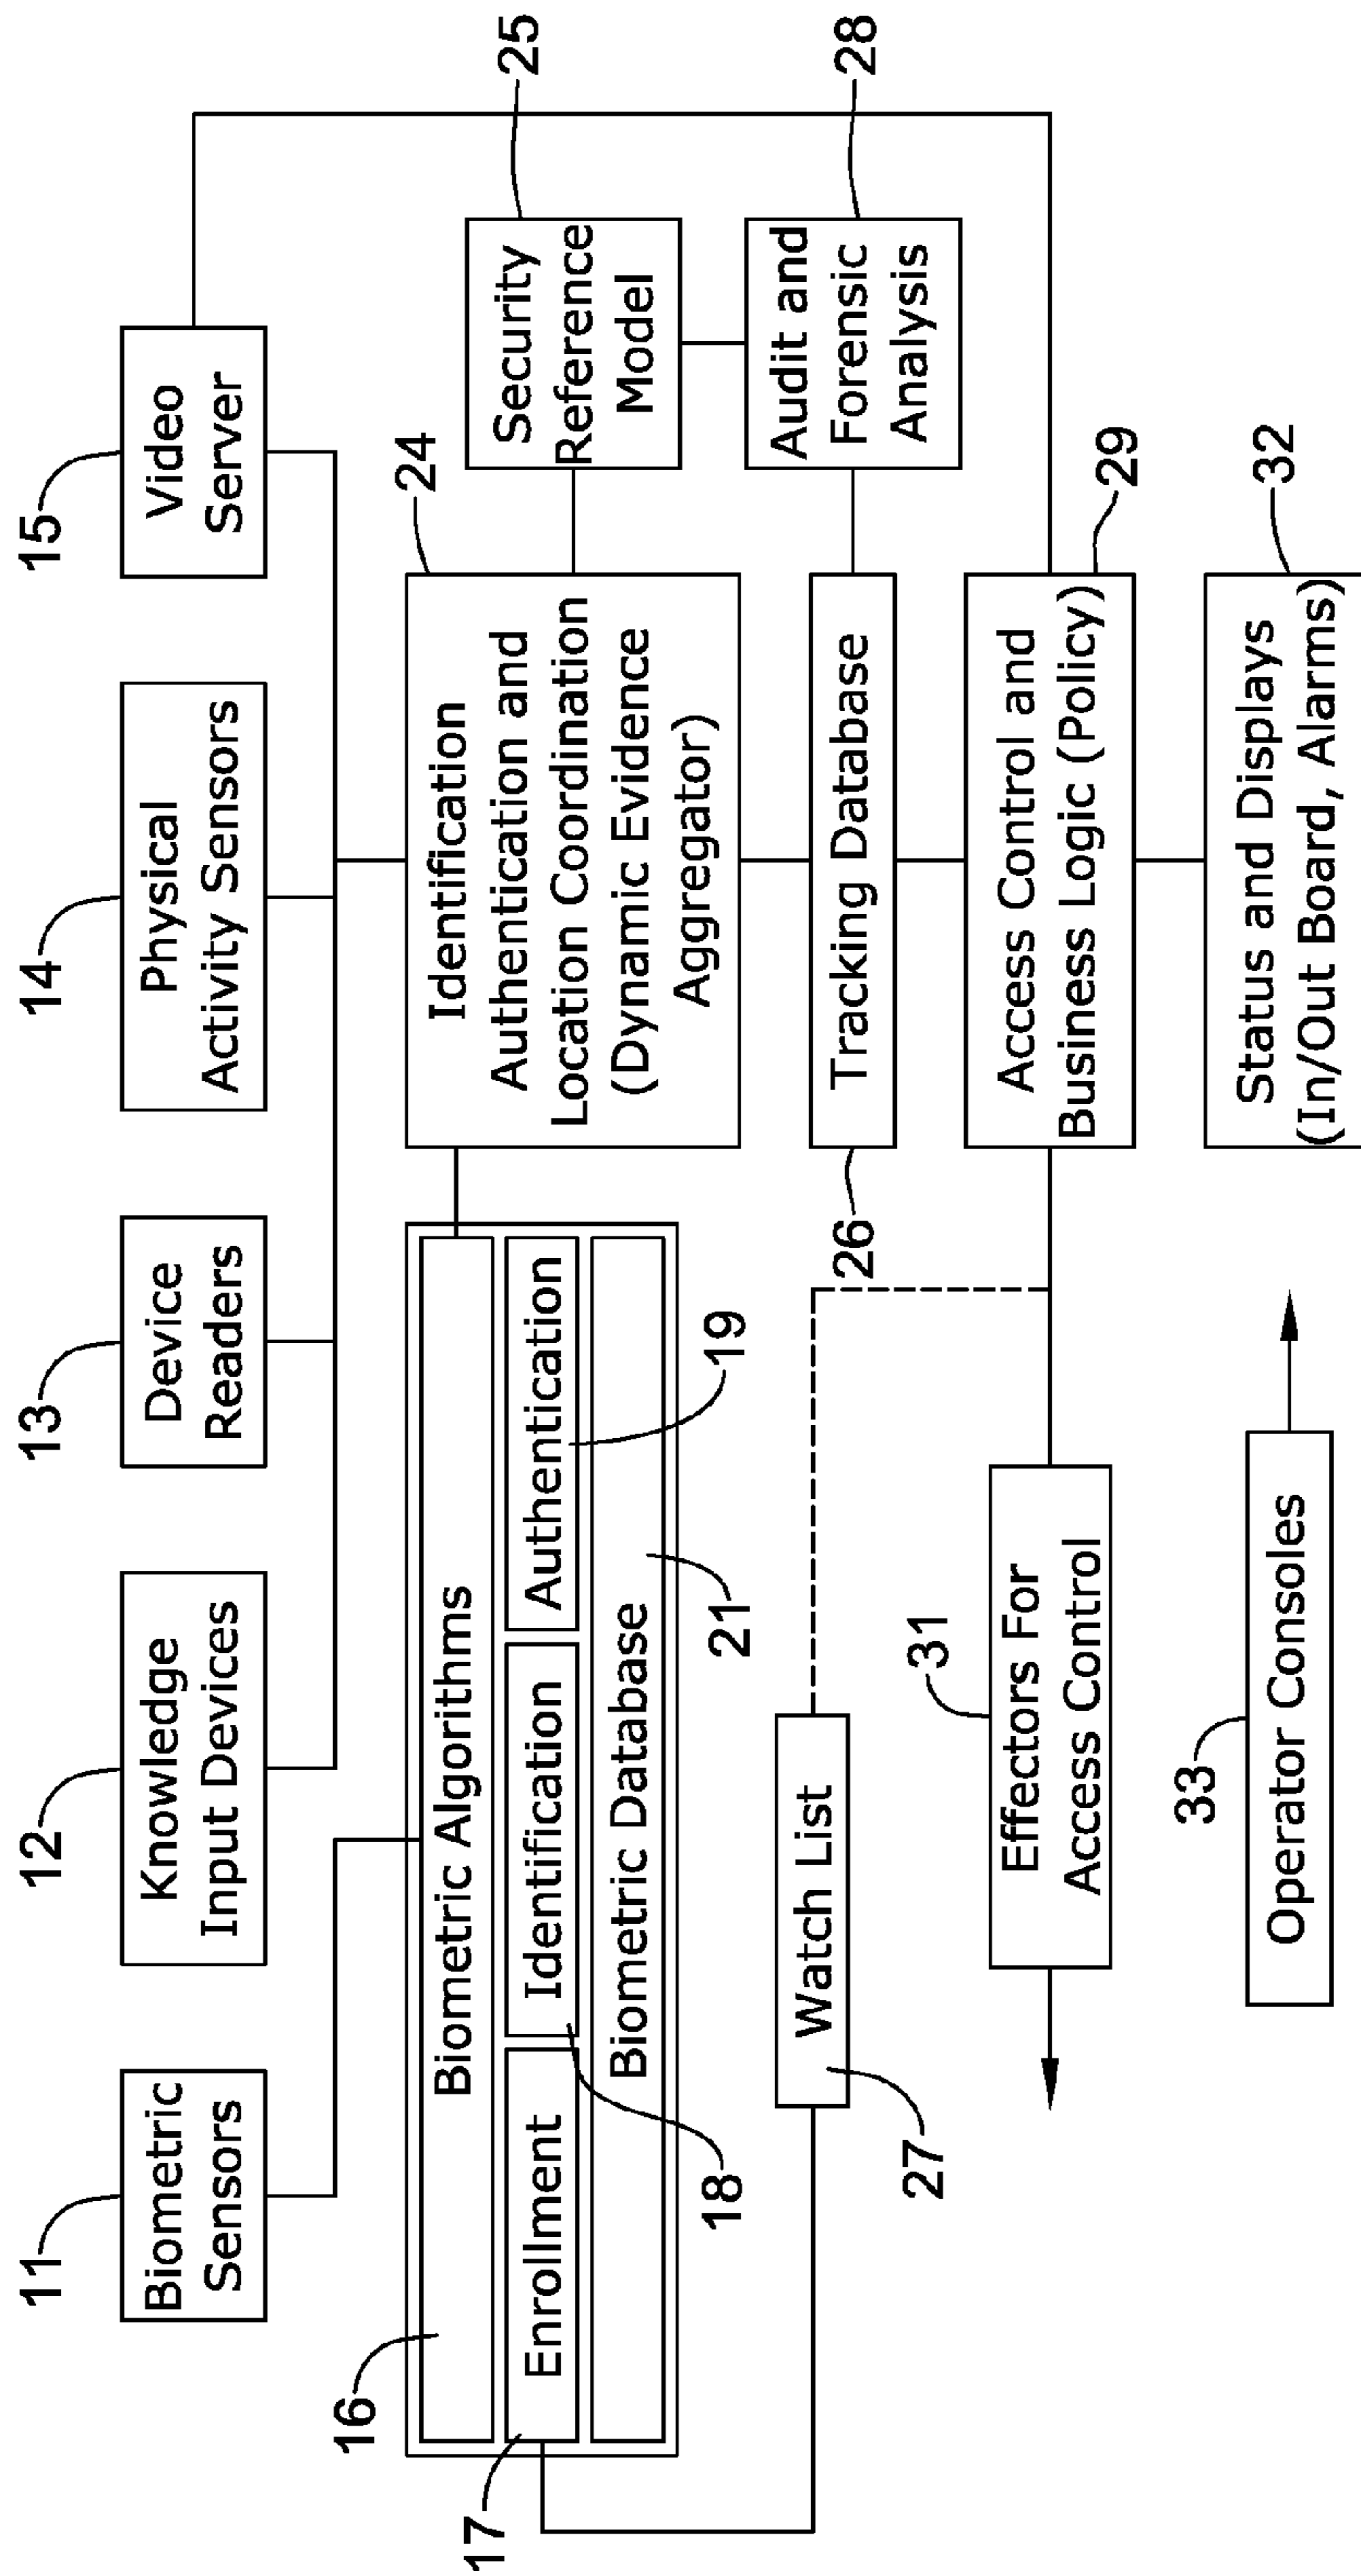 11
12
13
14
15
Biometric
Sensors
Knowledge
Input Devices
Device
Readers
Physical
Activity Sensors
Video
Server
16
Biometric Algorithms
17
Enrollment
Identification
Authentication
Biometric Database
18
21
19
24
Identification
Authentication and
Location Coordination
(Dynamic Evidence
Aggregator)
25
Security
Reference
Model
27
Watch List
26
Tracking Database
28
Audit and
Forensic
Analysis
31
Effectors For
Access Control
29
Access Control and
Business Logic (Policy)
33
Operator Consoles
32
Status and Displays
(In/Out Board, Alarms)